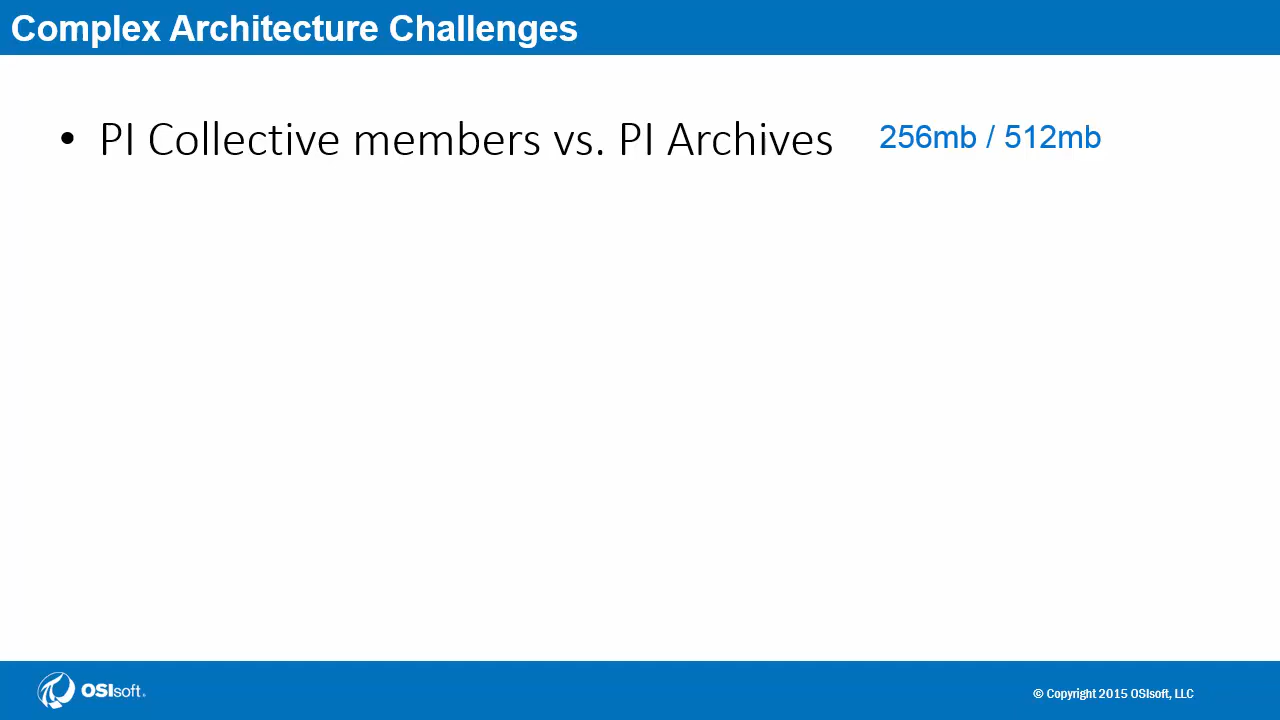 Complex Architecture Challenges
• PI Collective members vs. PI Archives 256mb / 512mb
OSIsoft.
© Copyright 2015 OSIsoft, LLC